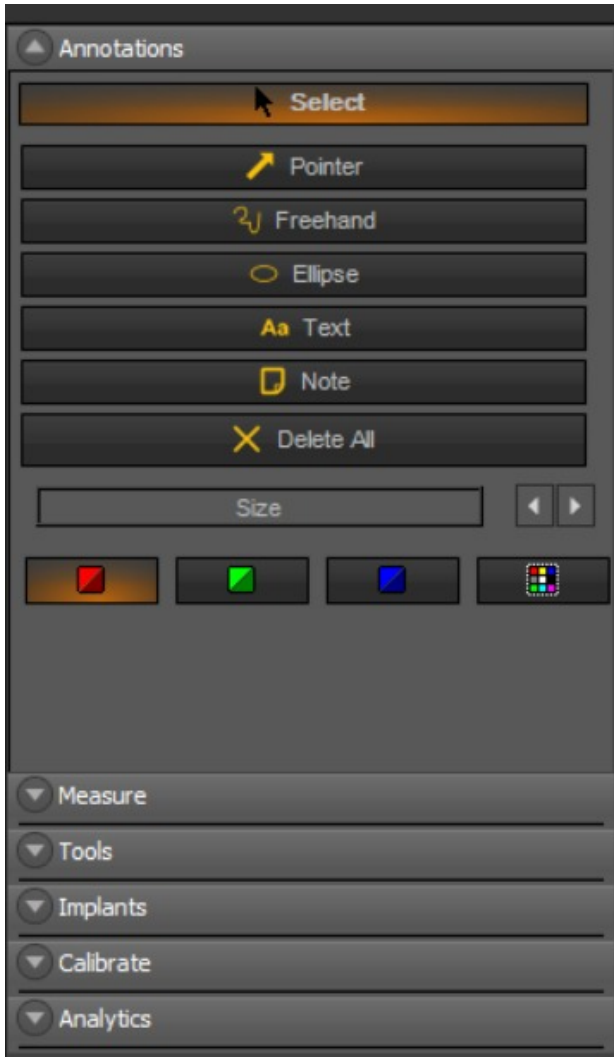 Annotations
Select
Pointer
Freehand
Ellipse
Aa Text
Note
Delete All
Size
Measure
Tools
Implants
Calibrate
Analytics